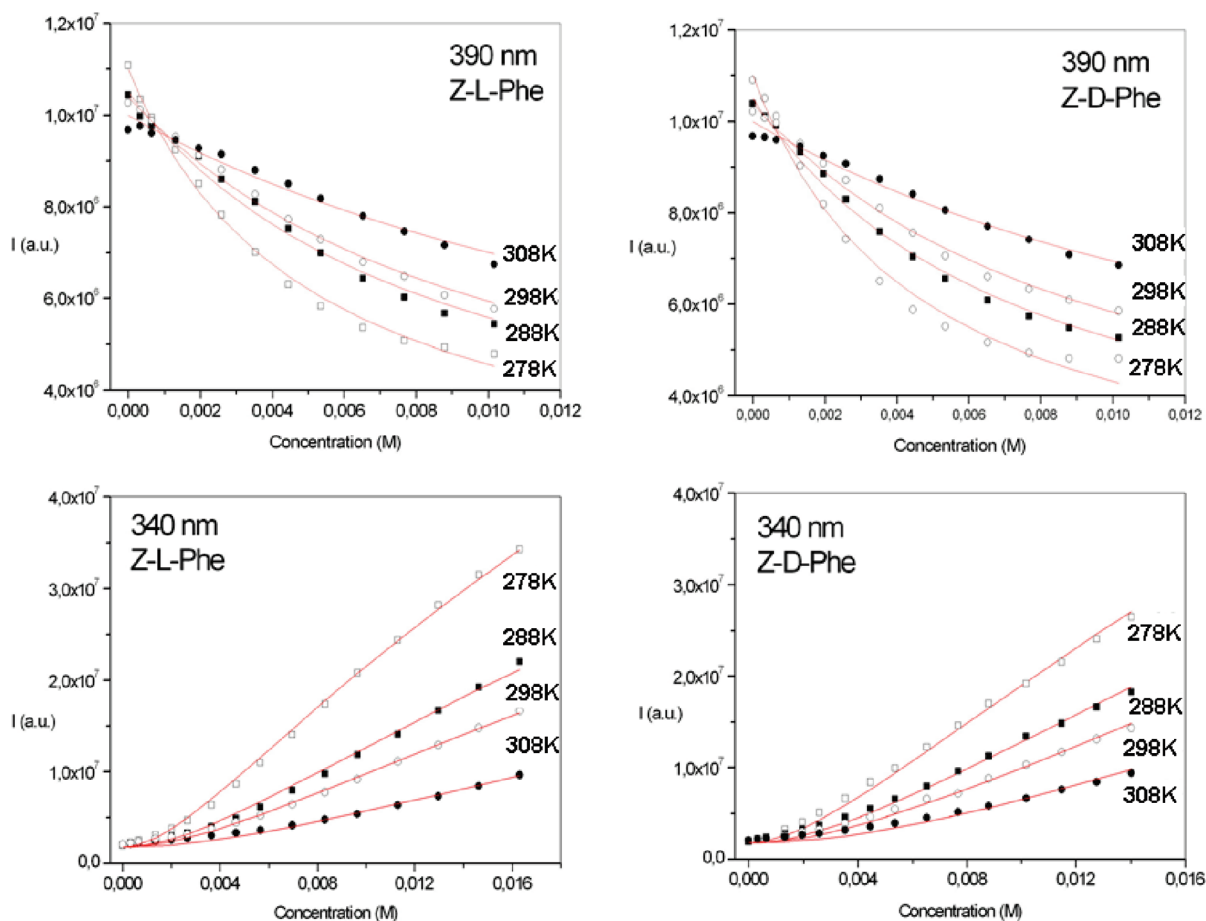 1,2x10⁷
1,0x10⁷
8,0x10⁶
6,0x10⁶
4,0x10⁶
I (a.u.)
390 nm
Z-L-Phe
308K
298K
288K
278K
0,000 0,002 0,004 0,006 0,008 0,010 0,012
Concentration (M)
1,2x10⁷
1,0x10⁷
8,0x10⁶
6,0x10⁶
4,0x10⁶
I (a.u.)
390 nm
Z-D-Phe
308K
298K
288K
278K
0,000 0,002 0,004 0,006 0,008 0,010 0,012
Concentration (M)
4,0x10⁷
3,0x10⁷
2,0x10⁷
1,0x10⁷
0,0
I (a.u.)
340 nm
Z-L-Phe
278K
288K
298K
308K
0,000 0,004 0,008 0,012 0,016
Concentration (M)
4,0x10⁷
3,0x10⁷
2,0x10⁷
1,0x10⁷
0,0
I (a.u.)
340 nm
Z-D-Phe
278K
288K
298K
308K
0,000 0,004 0,008 0,012 0,016
Concentration (M)